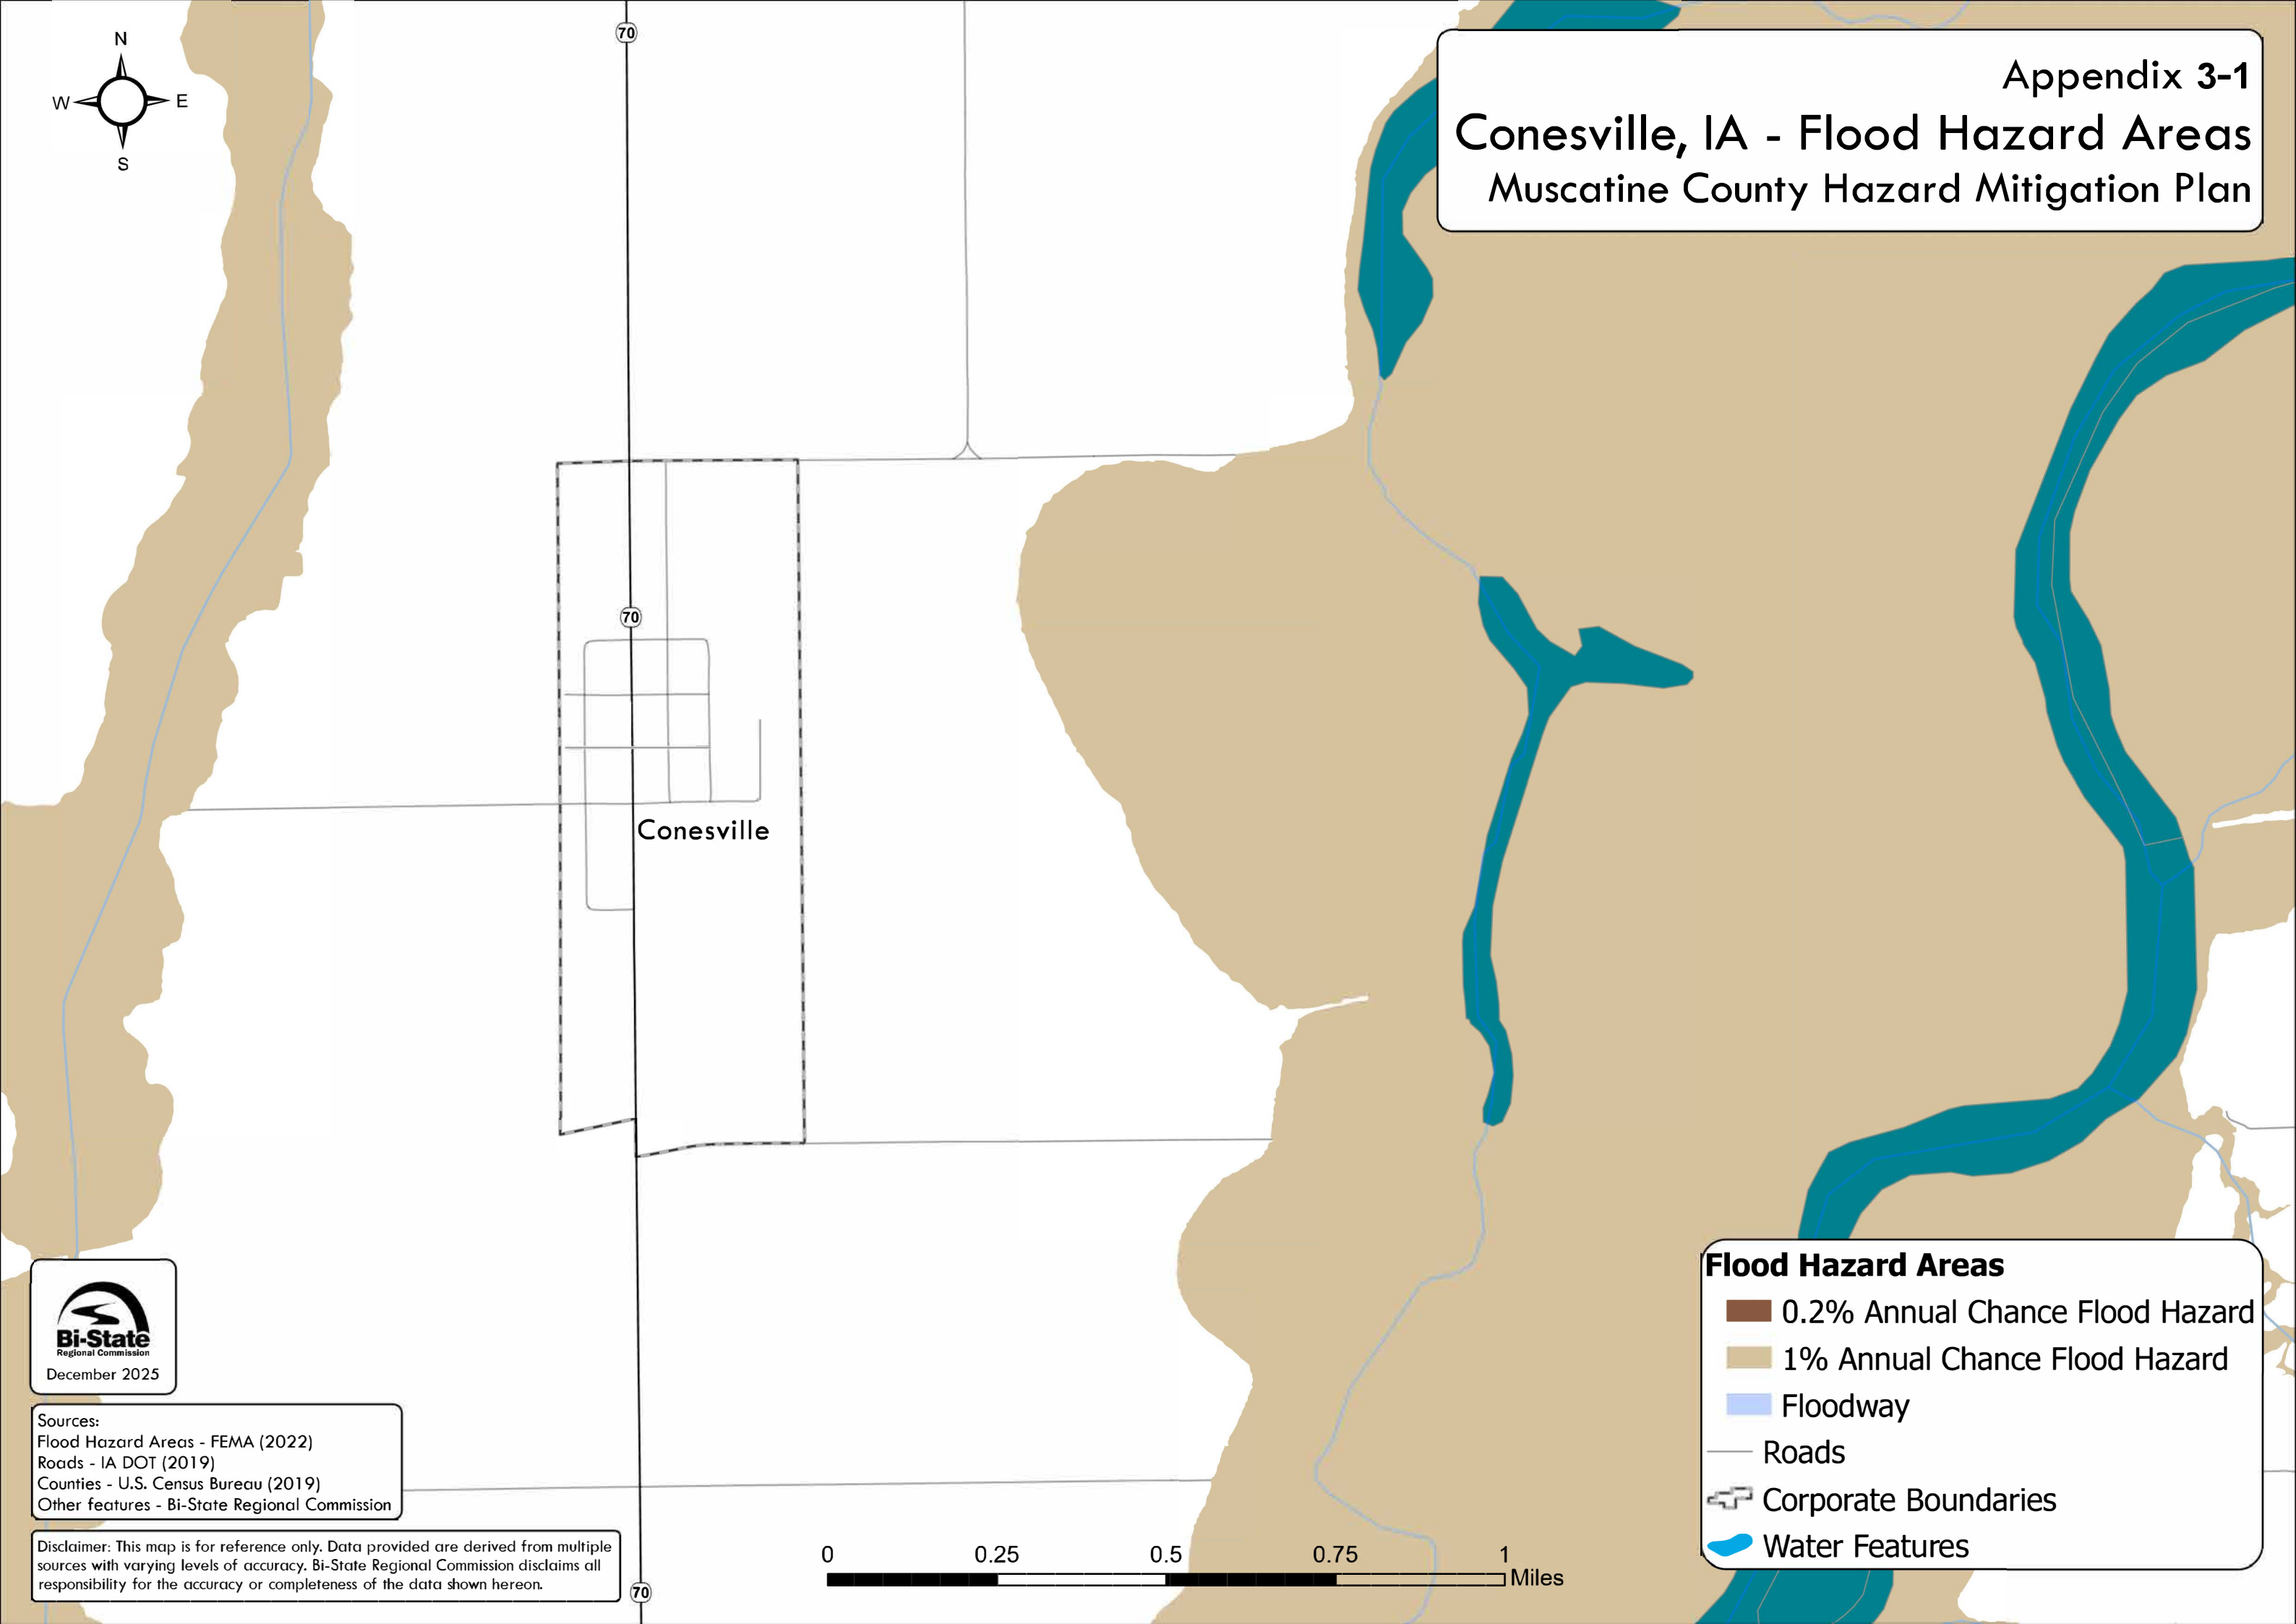 N
W E
S
70
Appendix 3-1
Conesville, IA - Flood Hazard Areas
Muscatine County Hazard Mitigation Plan
70
Conesville
Bi-State
Regional Commission
December 2025
Sources:
Flood Hazard Areas - FEMA (2022)
Roads - IA DOT (2019)
Counties - U.S. Census Bureau (2019)
Other features - Bi-State Regional Commission
Disclaimer: This map is for reference only. Data provided are derived from multiple
sources with varying levels of accuracy. Bi-State Regional Commission disclaims all
responsibility for the accuracy or completeness of the data shown hereon.
70
0 0.25 0.5 0.75 1
Miles
Flood Hazard Areas
0.2% Annual Chance Flood Hazard
1% Annual Chance Flood Hazard
Floodway
Roads
Corporate Boundaries
Water Features